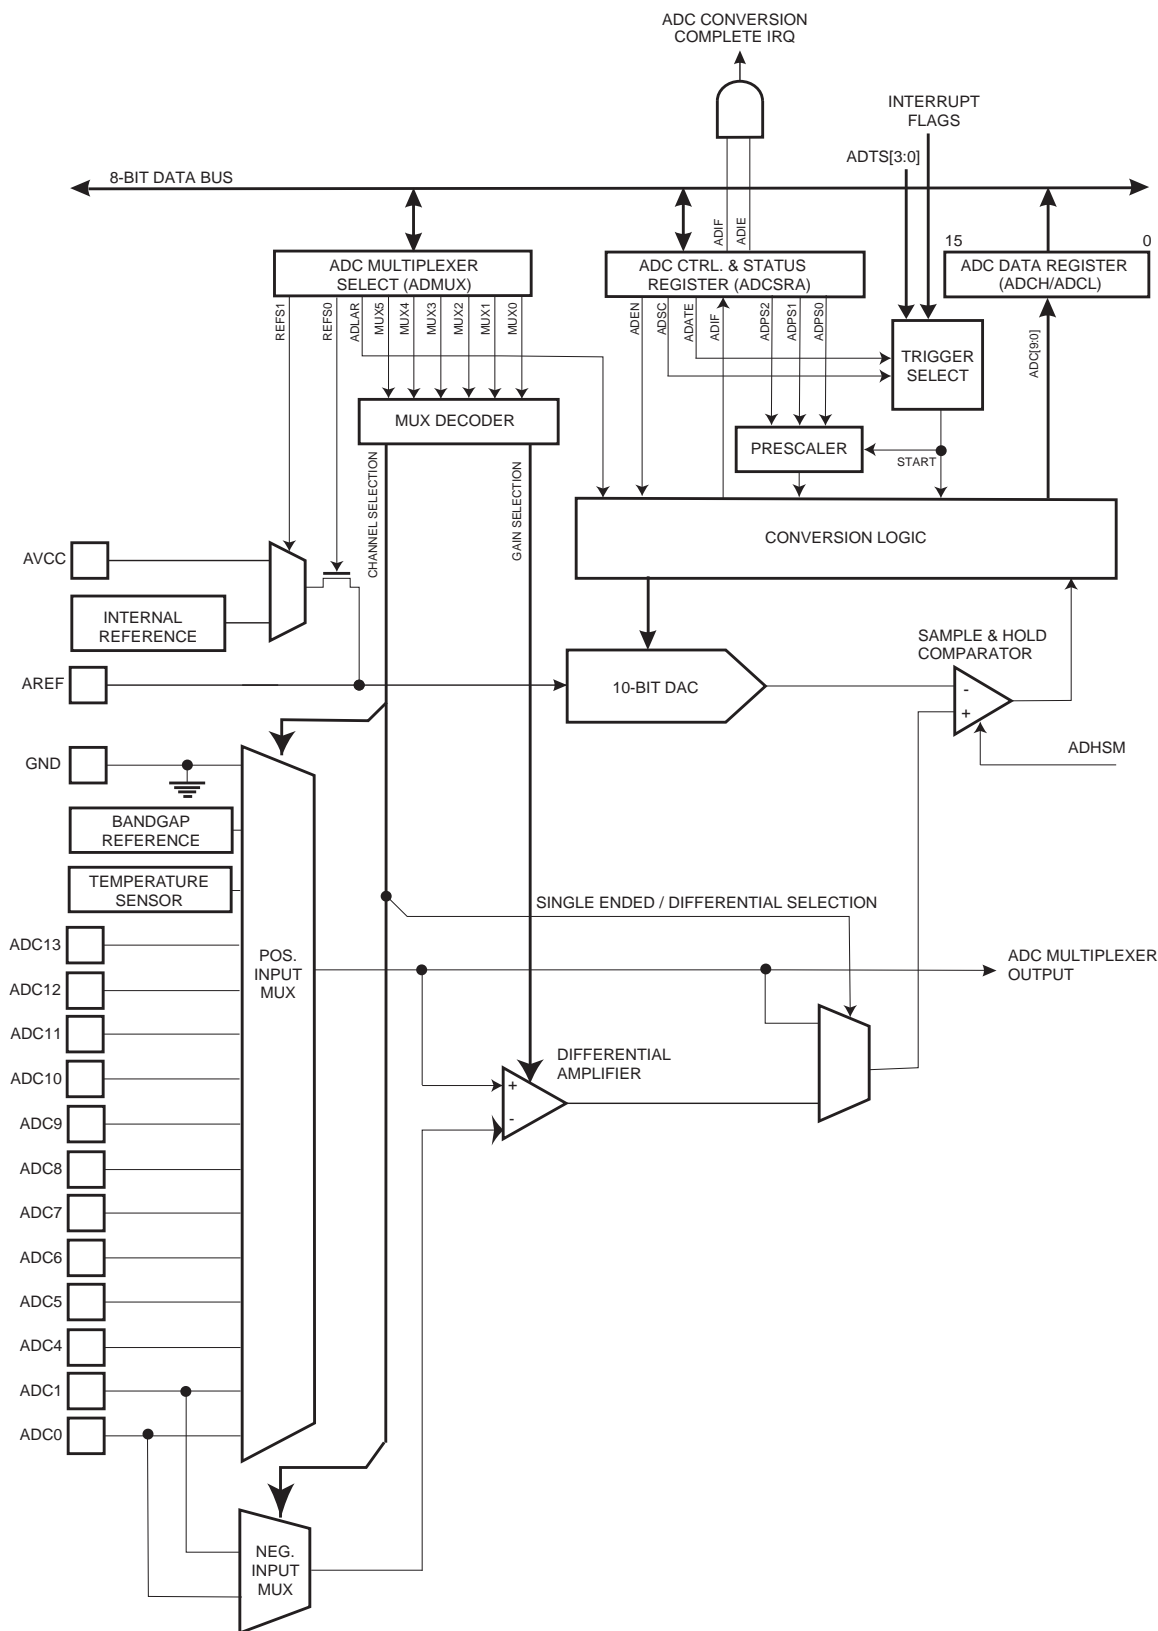 ADC CONVERSION
COMPLETE IRQ
INTERRUPT
FLAGS
ADTS[3:0]
8-BIT DATA BUS
ADIF
ADIE
15
0
ADC MULTIPLEXER
SELECT (ADMUX)
ADC CTRL. & STATUS
REGISTER (ADCSRA)
ADC DATA REGISTER
(ADCH/ADCL)
REFS1
REFS0
ADLAR
MUX5
MUX4
MUX3
MUX2
MUX1
MUX0
ADEN
ADSC
ADATE
ADIF
ADPS2
ADPS1
ADPS0
TRIGGER
SELECT
ADC[9:0]
MUX DECODER
PRESCALER
START
CHANNEL SELECTION
GAIN SELECTION
CONVERSION LOGIC
AVCC
INTERNAL
REFERENCE
SAMPLE & HOLD
COMPARATOR
AREF
10-BIT DAC
-
+
GND
ADHSM
BANDGAP
REFERENCE
TEMPERATURE
SENSOR
SINGLE ENDED / DIFFERENTIAL SELECTION
ADC13
POS.
INPUT
MUX
ADC MULTIPLEXER
OUTPUT
ADC12
ADC11
DIFFERENTIAL
AMPLIFIER
ADC10
+
-
ADC9
ADC8
ADC7
ADC6
ADC5
ADC4
ADC1
ADC0
NEG.
INPUT
MUX